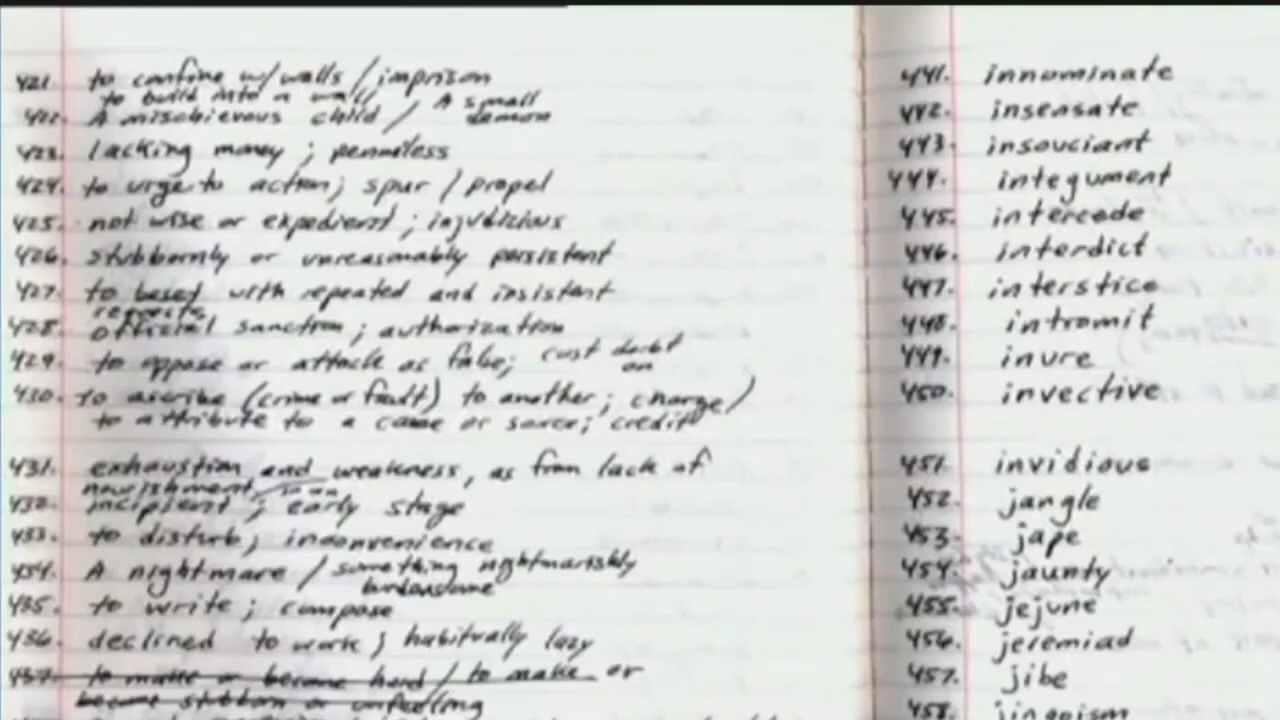 421. to confine w/ walls / imprison
to build into a wall
422. A mischievous child / A small
demon
423. lacking money ; penniless
424. to urge to action; spur / propel
425. not wise or expedient ; injudicious
426. stubbornly or unreasonably persistent
427. to beset with repeated and insistent
requests
428. official sanction ; authorization
429. to oppose or attack as false; cast doubt
on
430. to ascribe (crime or fault) to another ; charge /
to attribute to a cause or source; credit
431. exhaustion and weakness, as from lack of
nourishment
432. incipient ; early stage
433. to disturb ; inconvenience
434. A nightmare / something nightmarishly
burdensome
435. to write ; compose
436. declined to work ; habitually lazy
437. to make or become hard / to make or
become stubborn or unfeeling
441. innominate
442. insensate
443. insouciant
444. integument
445. intercede
446. interdict
447. interstice
448. intromit
449. inure
450. invective
451. invidious
452. jangle
453. jape
454. jaunty
455. jejune
456. jeremiad
457. jibe
458. jingoism